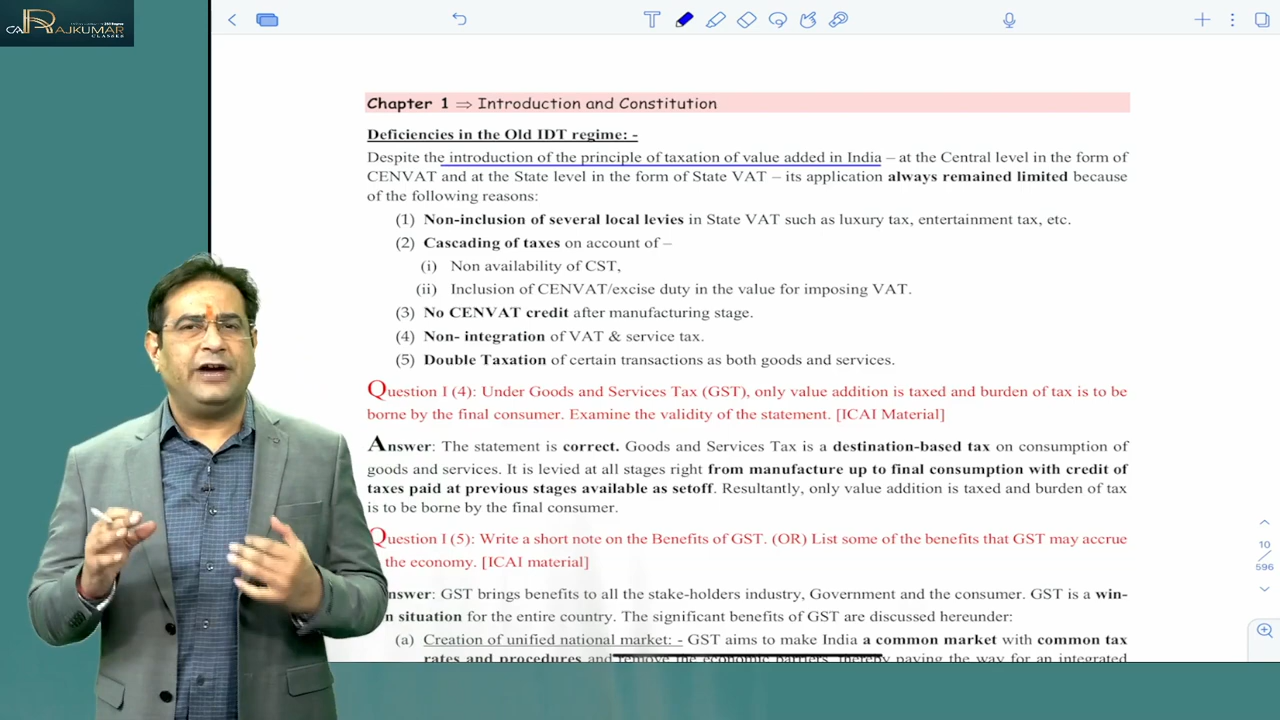 CA RAJKUMAR
CLASSES
Chapter 1 ⇒ Introduction and Constitution
Deficiencies in the Old IDT regime: -
Despite the introduction of the principle of taxation of value added in India – at the Central level in the form of
CENVAT and at the State level in the form of State VAT – its application always remained limited because
of the following reasons:
(1) Non-inclusion of several local levies in State VAT such as luxury tax, entertainment tax, etc.
(2) Cascading of taxes on account of –
(i) Non availability of CST,
(ii) Inclusion of CENVAT/excise duty in the value for imposing VAT.
(3) No CENVAT credit after manufacturing stage.
(4) Non- integration of VAT & service tax.
(5) Double Taxation of certain transactions as both goods and services.
Question I (4): Under Goods and Services Tax (GST), only value addition is taxed and burden of tax is to be
borne by the final consumer. Examine the validity of the statement. [ICAI Material]
Answer: The statement is correct. Goods and Services Tax is a destination-based tax on consumption of
goods and services. It is levied at all stages right from manufacture up to final consumption with credit of
taxes paid at previous stages available as setoff. Resultantly, only value addition is taxed and burden of tax
is to be borne by the final consumer.
Question I (5): Write a short note on the Benefits of GST. (OR) List some of the benefits that GST may accrue
the economy. [ICAI material]
nswer: GST brings benefits to all the stake-holders industry, Government and the consumer. GST is a win-
n situation for the entire country. The significant benefits of GST are discussed hereunder:
(a) Creation of unified national market: - GST aims to make India a common market with common tax
10
596